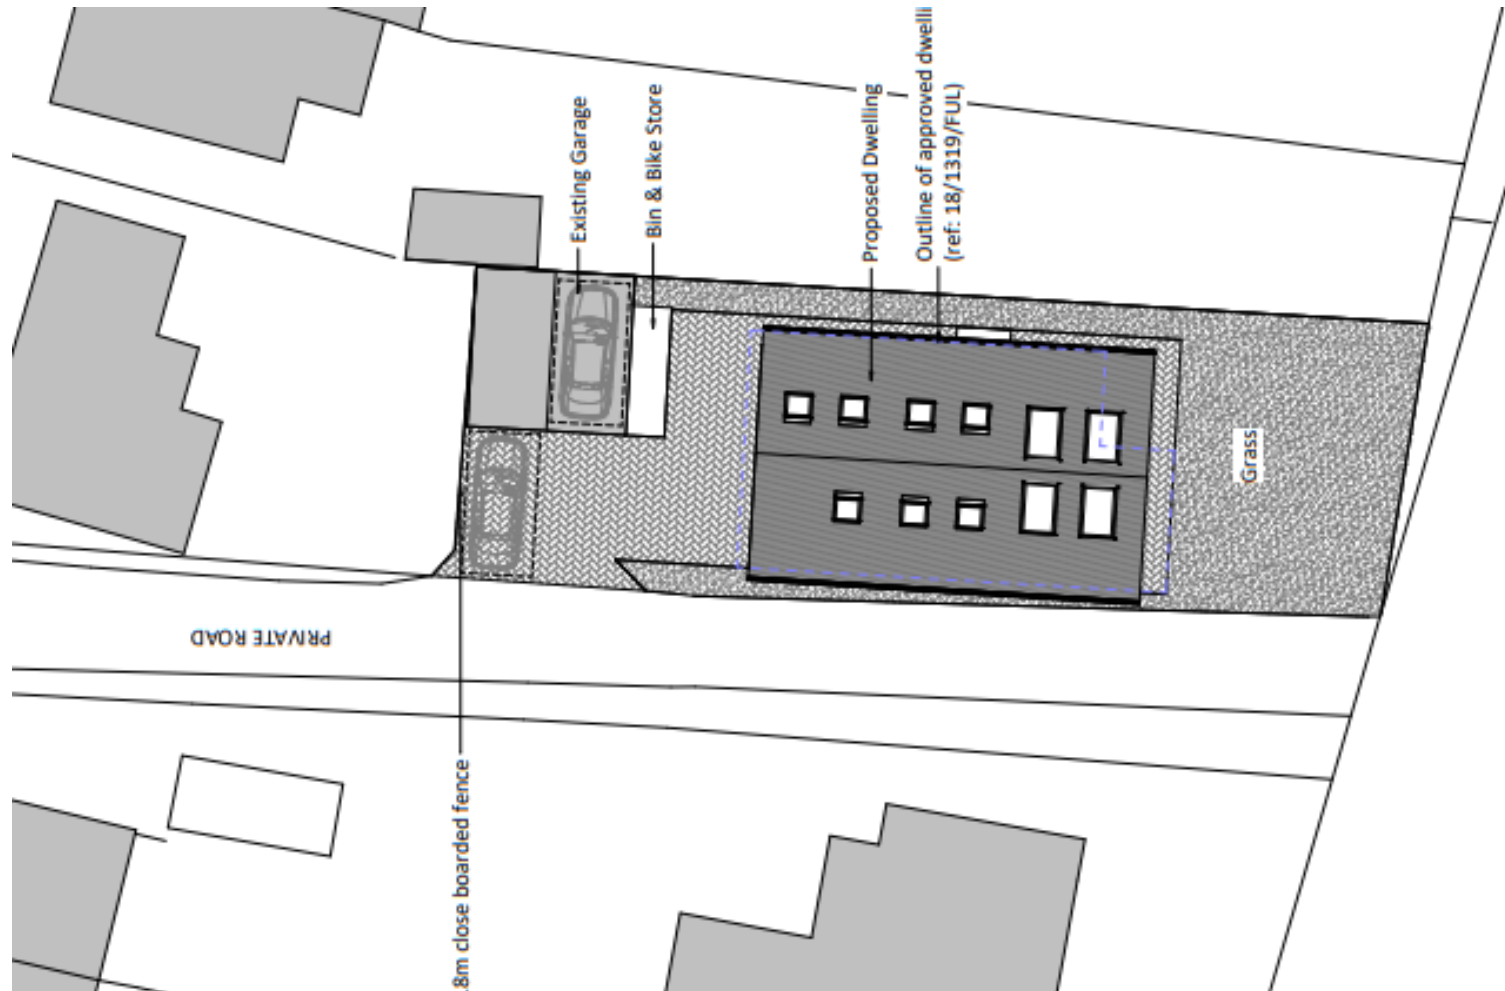 Existing Garage
Bin & Bike Store
Proposed Dwelling
Outline of approved dwelli
(ref: 18/1319/FUL)
Grass
PRIVATE ROAD
.8m close boarded fence